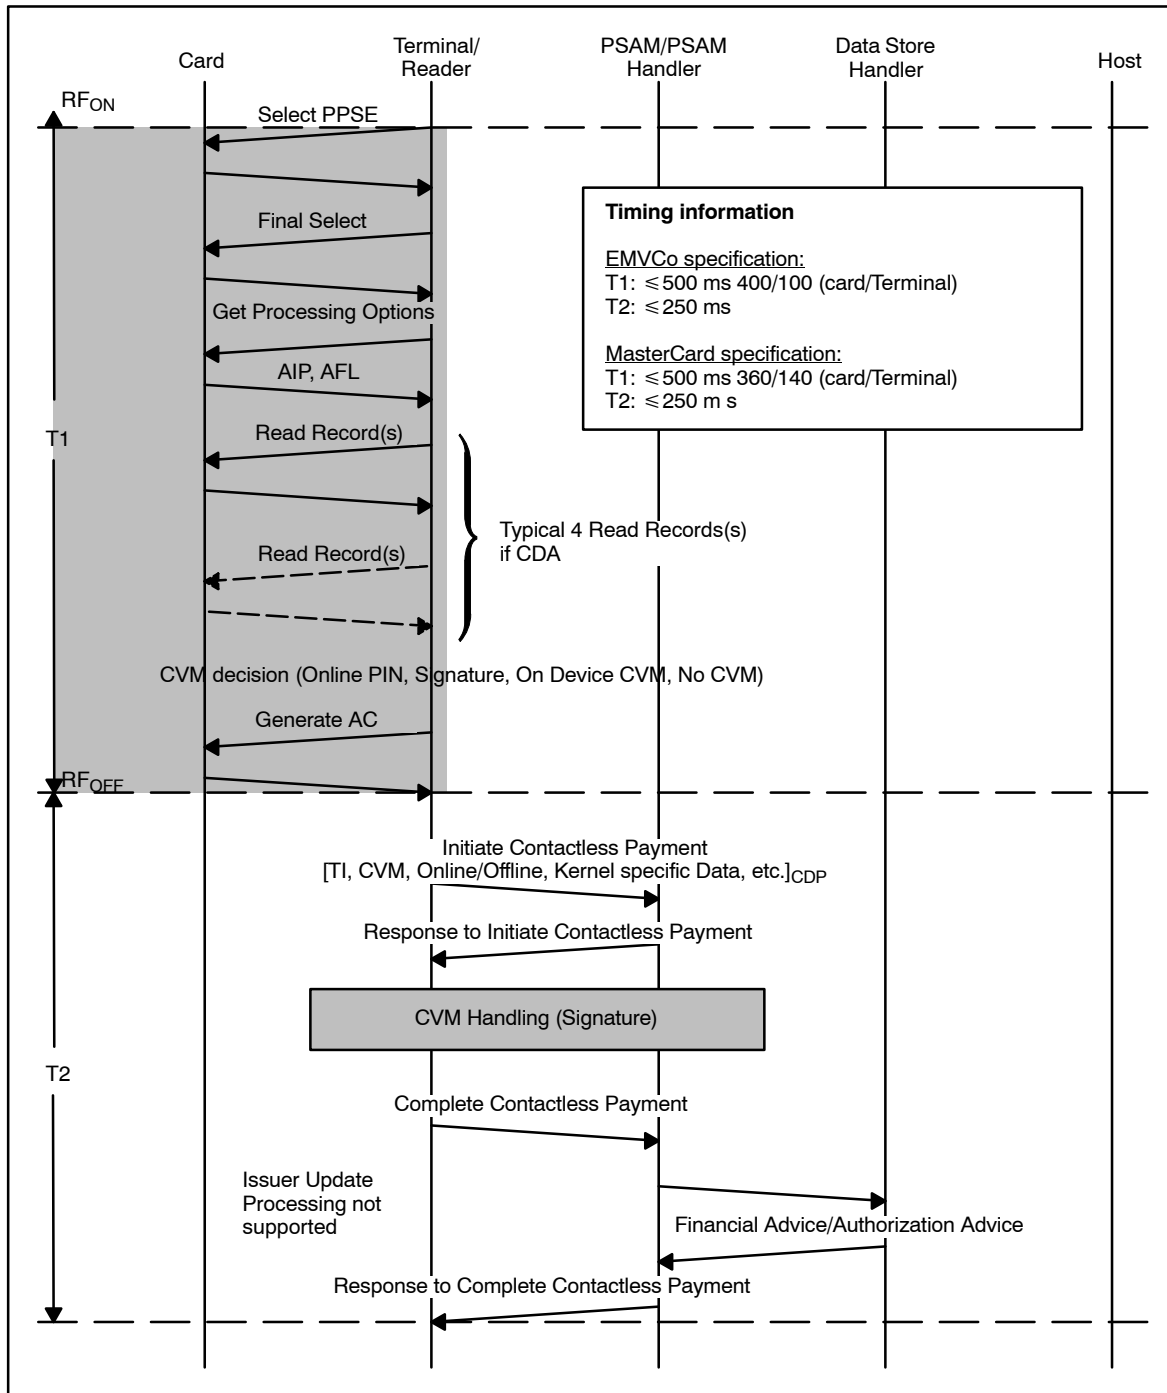 Card
Terminal/
Reader
PSAM/PSAM
Handler
Data Store
Handler
Host
RFON
Select PPSE
Final Select
Get Processing Options
AIP, AFL
T1
Read Record(s)
Read Record(s)
Typical 4 Read Records(s)
if CDA
Timing information
EMVCo specification:
T1: ≤500 ms 400/100 (card/Terminal)
T2: ≤250 ms
MasterCard specification:
T1: ≤500 ms 360/140 (card/Terminal)
T2: ≤250 m s
CVM decision (Online PIN, Signature, On Device CVM, No CVM)
Generate AC
RFOFF
Initiate Contactless Payment
[TI, CVM, Online/Offline, Kernel specific Data, etc.]CDP
Response to Initiate Contactless Payment
CVM Handling (Signature)
T2
Complete Contactless Payment
Issuer Update
Processing not
supported
Financial Advice/Authorization Advice
Response to Complete Contactless Payment